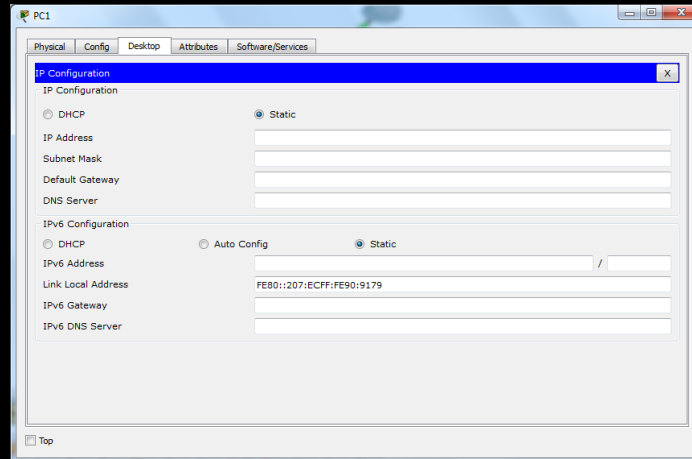 PC1
Physical Config Desktop Attributes Software/Services
IP Configuration X
IP Configuration
DHCP Static
IP Address
Subnet Mask
Default Gateway
DNS Server
IPv6 Configuration
DHCP Auto Config Static
IPv6 Address /
Link Local Address FE80::207:ECFF:FE90:9179
IPv6 Gateway
IPv6 DNS Server
Top